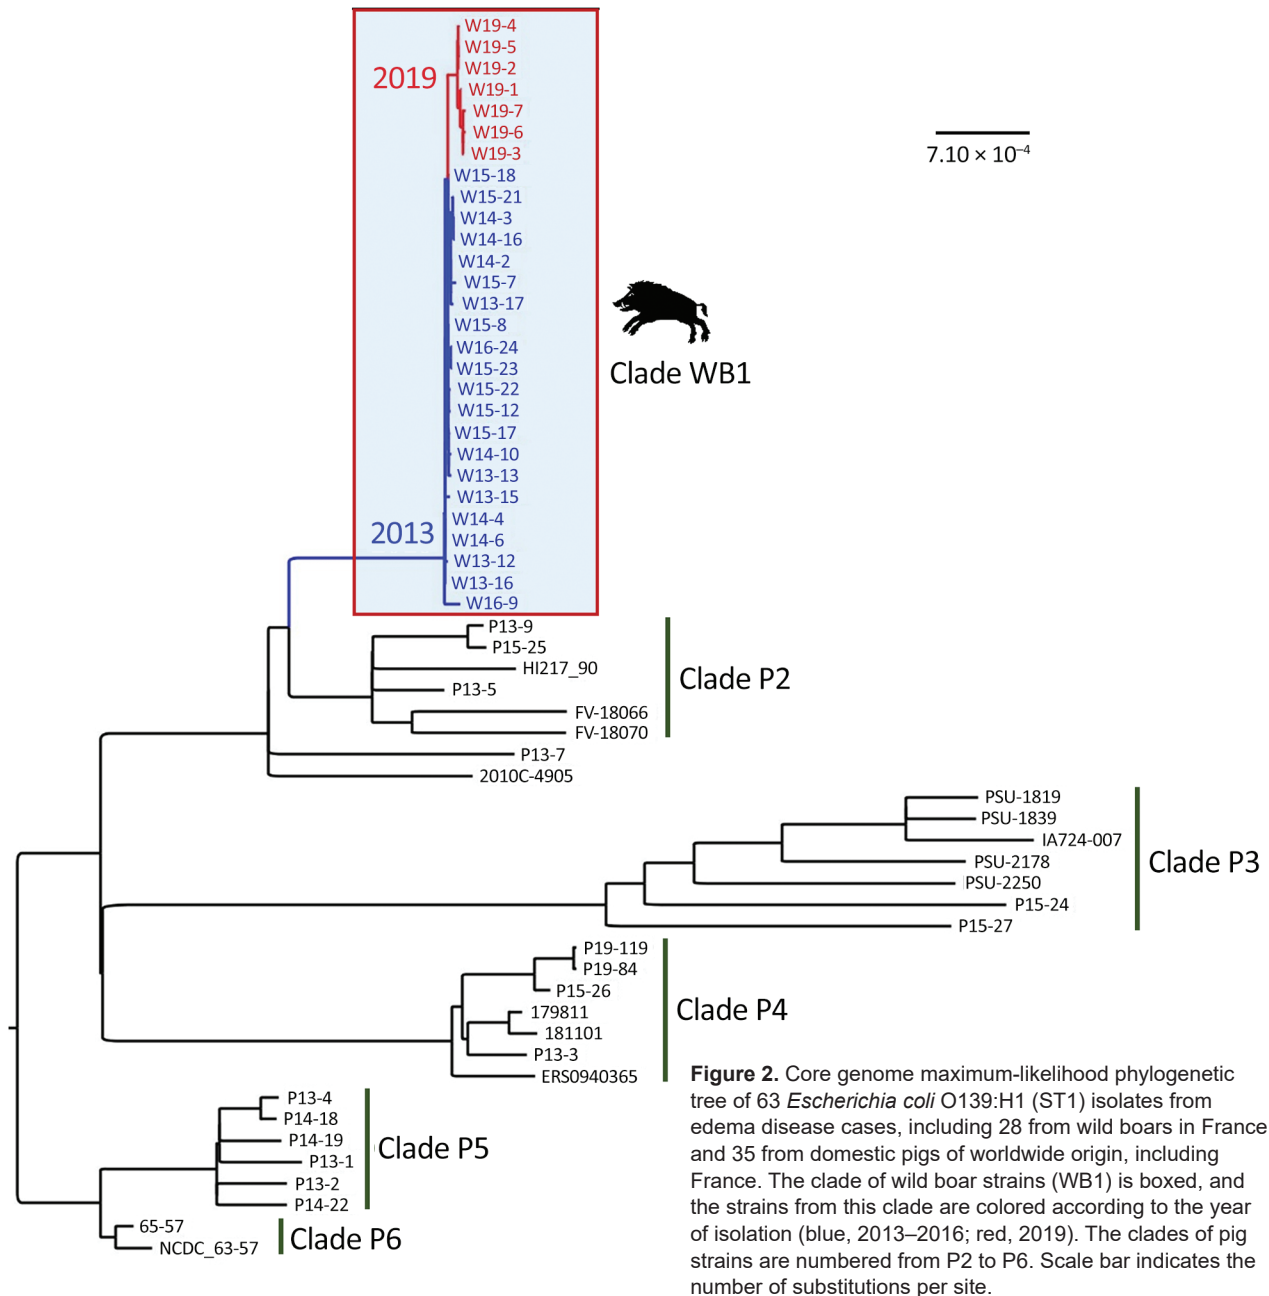 W19-4
W19-5
W19-2
2019
W19-1
W19-7
W19-6
W19-3
7.10 × 10⁻⁴
W15-18
W15-21
W14-3
W14-16
W14-2
W15-7
W13-17
W15-8
W16-24
W15-23
Clade WB1
W15-22
W15-12
W15-17
W14-10
W13-13
W13-15
W14-4
2013
W14-6
W13-12
W13-16
W16-9
P13-9
P15-25
HI217_90
Clade P2
P13-5
FV-18066
FV-18070
P13-7
2010C-4905
PSU-1819
PSU-1839
IA724-007
PSU-2178
Clade P3
PSU-2250
P15-24
P15-27
P19-119
P19-84
P15-26
Clade P4
179811
181101
P13-3
ERS0940365
P13-4
P14-18
P14-19
Clade P5
P13-1
P13-2
P14-22
65-57
Clade P6
NCDC_63-57
Figure 2. Core genome maximum-likelihood phylogenetic
tree of 63 Escherichia coli O139:H1 (ST1) isolates from
edema disease cases, including 28 from wild boars in France
and 35 from domestic pigs of worldwide origin, including
France. The clade of wild boar strains (WB1) is boxed, and
the strains from this clade are colored according to the year
of isolation (blue, 2013–2016; red, 2019). The clades of pig
strains are numbered from P2 to P6. Scale bar indicates the
number of substitutions per site.